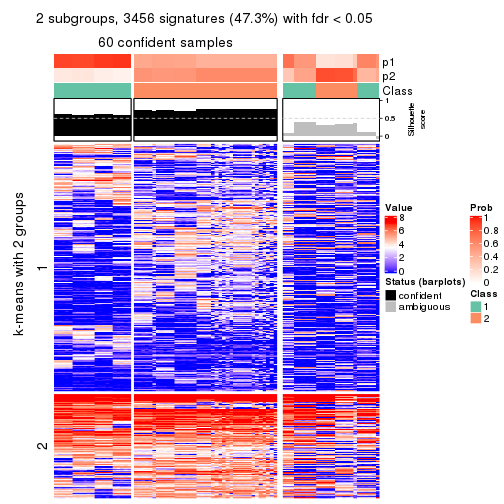 2 subgroups, 3456 signatures (47.3%) with fdr < 0.05
60 confident samples
p1
p2
Class
1
0.5
0
Silhouette
score
k-means with 2 groups
1
2
Value
8
6
4
2
0
Status (barplots)
confident
ambiguous
Prob
1
0.8
0.6
0.4
0.2
0
Class
1
2